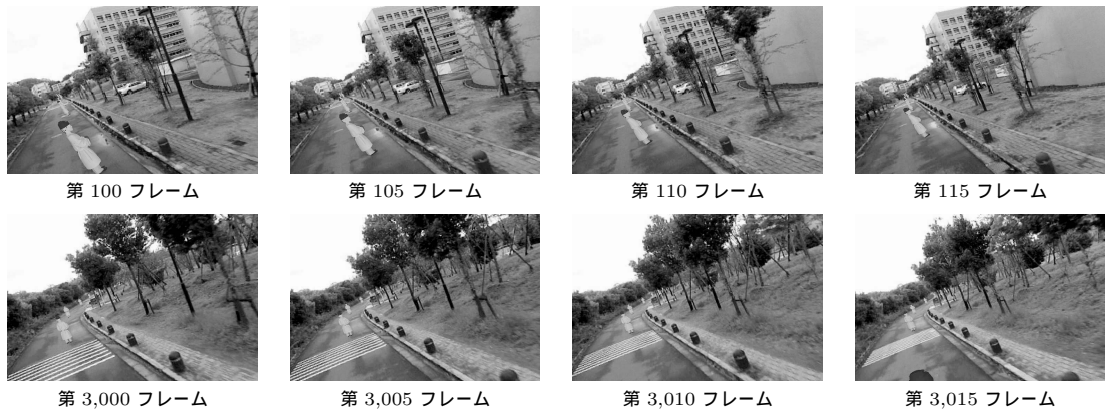 第 100 フレーム
第 105 フレーム
第 110 フレーム
第 115 フレーム
第 3,000 フレーム
第 3,005 フレーム
第 3,010 フレーム
第 3,015 フレーム